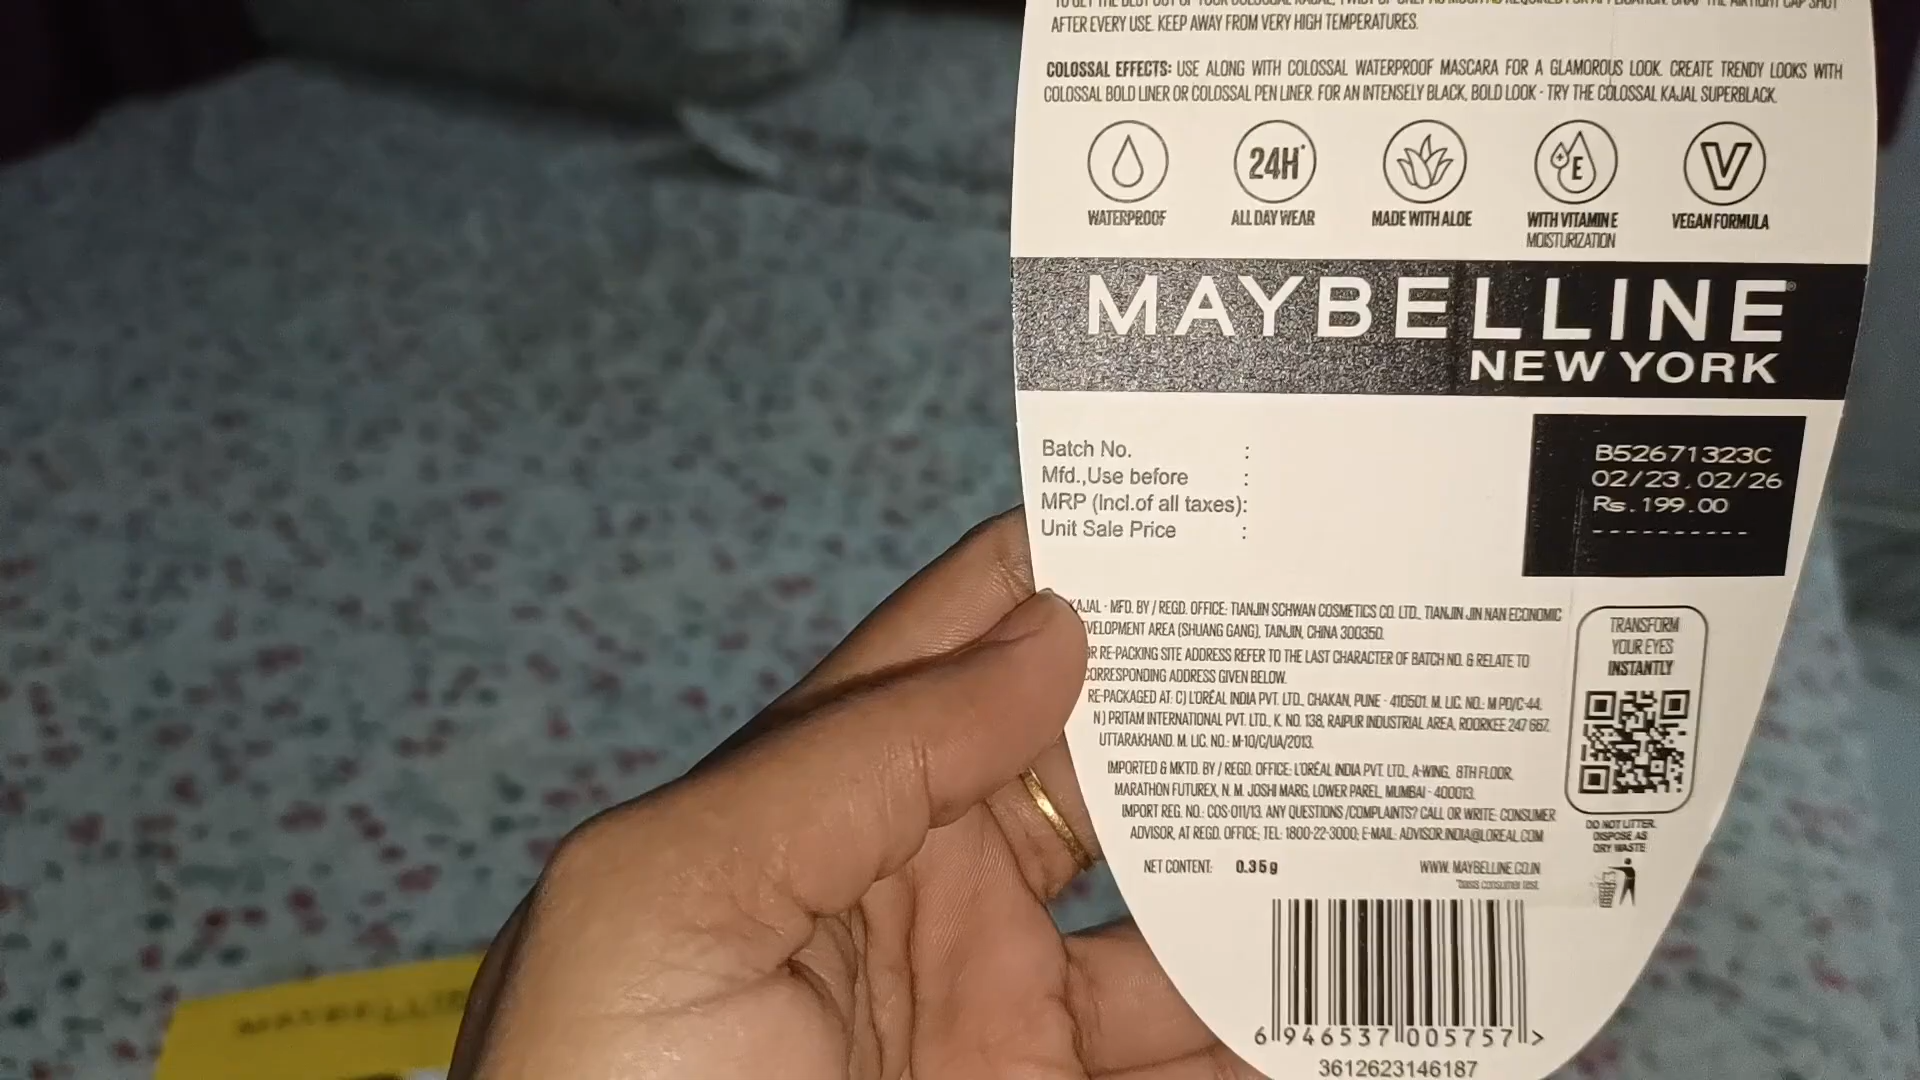 TO GET THE BEST OUT OF YOUR COLOSSAL KAJAL, TWIST UP ONLY AS MUCH AS REQUIRED FOR APPLICATION. SNAP THE AIRTIGHT CAP SHUT
AFTER EVERY USE. KEEP AWAY FROM VERY HIGH TEMPERATURES.
COLOSSAL EFFECTS: USE ALONG WITH COLOSSAL WATERPROOF MASCARA FOR A GLAMOROUS LOOK. CREATE TRENDY LOOKS WITH
COLOSSAL BOLD LINER OR COLOSSAL PEN LINER. FOR AN INTENSELY BLACK, BOLD LOOK - TRY THE COLOSSAL KAJAL SUPERBLACK.
24H*
E
V
WATERPROOF
ALL DAY WEAR
MADE WITH ALOE
WITH VITAMIN E
MOISTURIZATION
VEGAN FORMULA
MAYBELLINE®
NEW YORK
Batch No. : B52671323C
Mfd.,Use before : 02/23,02/26
MRP (Incl.of all taxes): Rs.199.00
Unit Sale Price : ----------
KAJAL - MFD. BY / REGD. OFFICE: TIANJIN SCHWAN COSMETICS CO. LTD., TIANJIN JIN NAN ECONOMIC
VELOPMENT AREA (SHUANG GANG), TAINJIN, CHINA 300350.
R RE-PACKING SITE ADDRESS REFER TO THE LAST CHARACTER OF BATCH NO. & RELATE TO
CORRESPONDING ADDRESS GIVEN BELOW.
RE-PACKAGED AT: C) L'ORÉAL INDIA PVT. LTD., CHAKAN, PUNE - 410501. M. LIC. NO.: M PD/C-44.
N) PRITAM INTERNATIONAL PVT. LTD., K. NO. 138, RAIPUR INDUSTRIAL AREA, ROORKEE 247 667,
UTTARAKHAND. M. LIC. NO.: M-10/C/UA/2013.
IMPORTED & MKTD. BY / REGD. OFFICE: L'ORÉAL INDIA PVT. LTD., A-WING, 8TH FLOOR,
MARATHON FUTUREX, N. M. JOSHI MARG, LOWER PAREL, MUMBAI - 400013.
IMPORT REG. NO.: COS-011/13. ANY QUESTIONS /COMPLAINTS? CALL OR WRITE: CONSUMER
ADVISOR, AT REGD. OFFICE; TEL: 1800-22-3000; E-MAIL: ADVISOR.INDIA@LOREAL.COM
NET CONTENT: 0.35 g
WWW. MAYBELLINE.CO.IN
*basis consumer test.
TRANSFORM
YOUR EYES
INSTANTLY
DO NOT LITTER,
DISPOSE AS
DRY WASTE
6 946537 005757 >
3612623146187
MAYBELLINE